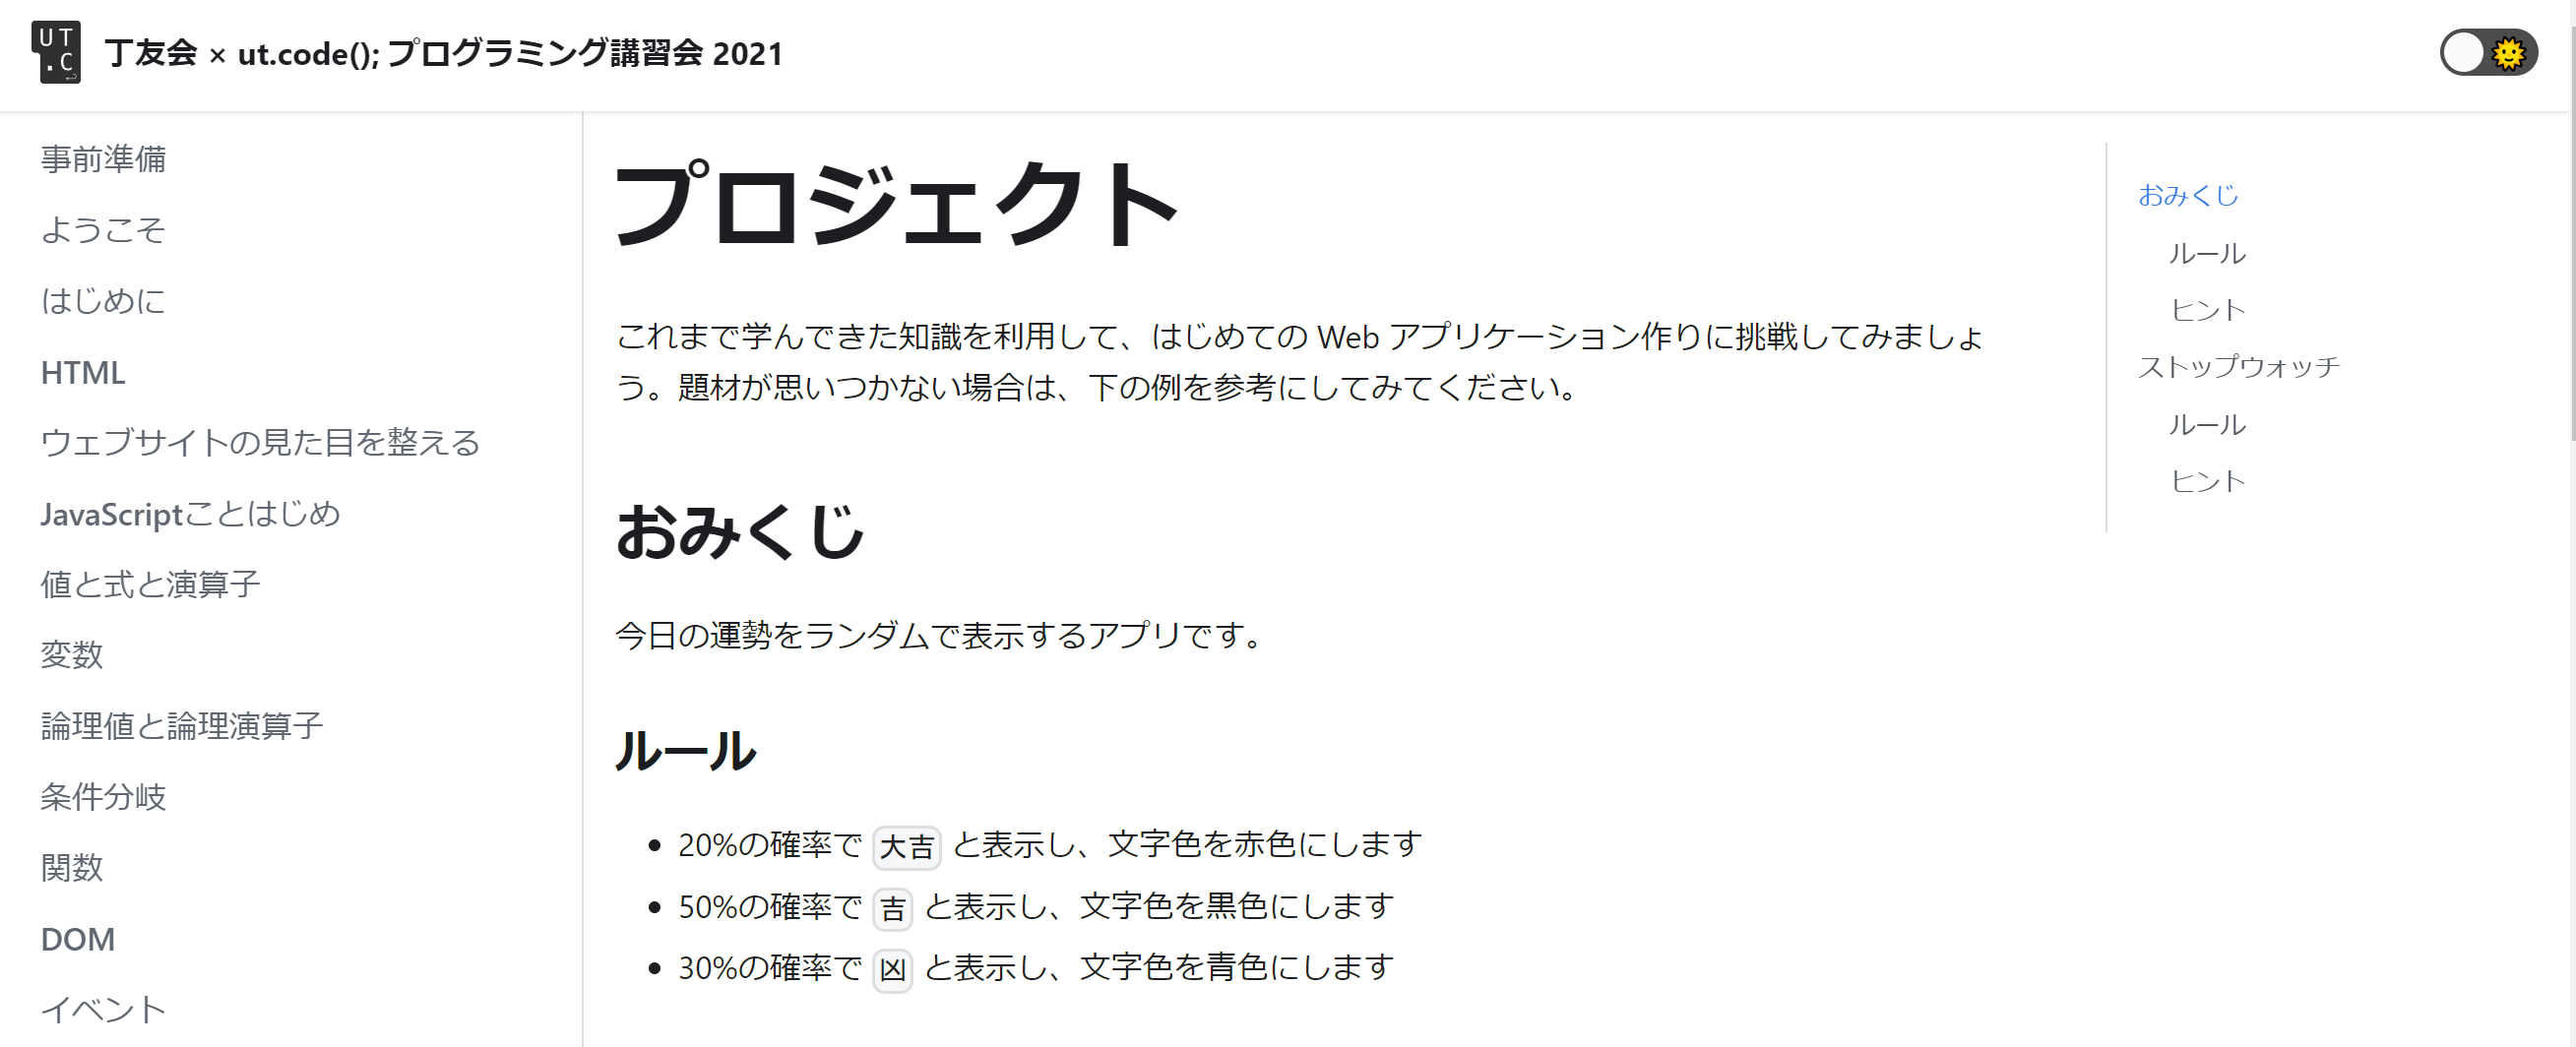 UT
.C
丁友会 × ut.code(); プログラミング講習会 2021
事前準備
ようこそ
はじめに
HTML
ウェブサイトの見た目を整える
JavaScriptことはじめ
値と式と演算子
変数
論理値と論理演算子
条件分岐
関数
DOM
イベント
プロジェクト
これまで学んできた知識を利用して、はじめての Web アプリケーション作りに挑戦してみましょ
う。題材が思いつかない場合は、下の例を参考にしてみてください。
おみくじ
今日の運勢をランダムで表示するアプリです。
ルール
• 20%の確率で 大吉 と表示し、文字色を赤色にします
• 50%の確率で 吉 と表示し、文字色を黒色にします
• 30%の確率で 凶 と表示し、文字色を青色にします
おみくじ
ルール
ヒント
ストップウォッチ
ルール
ヒント